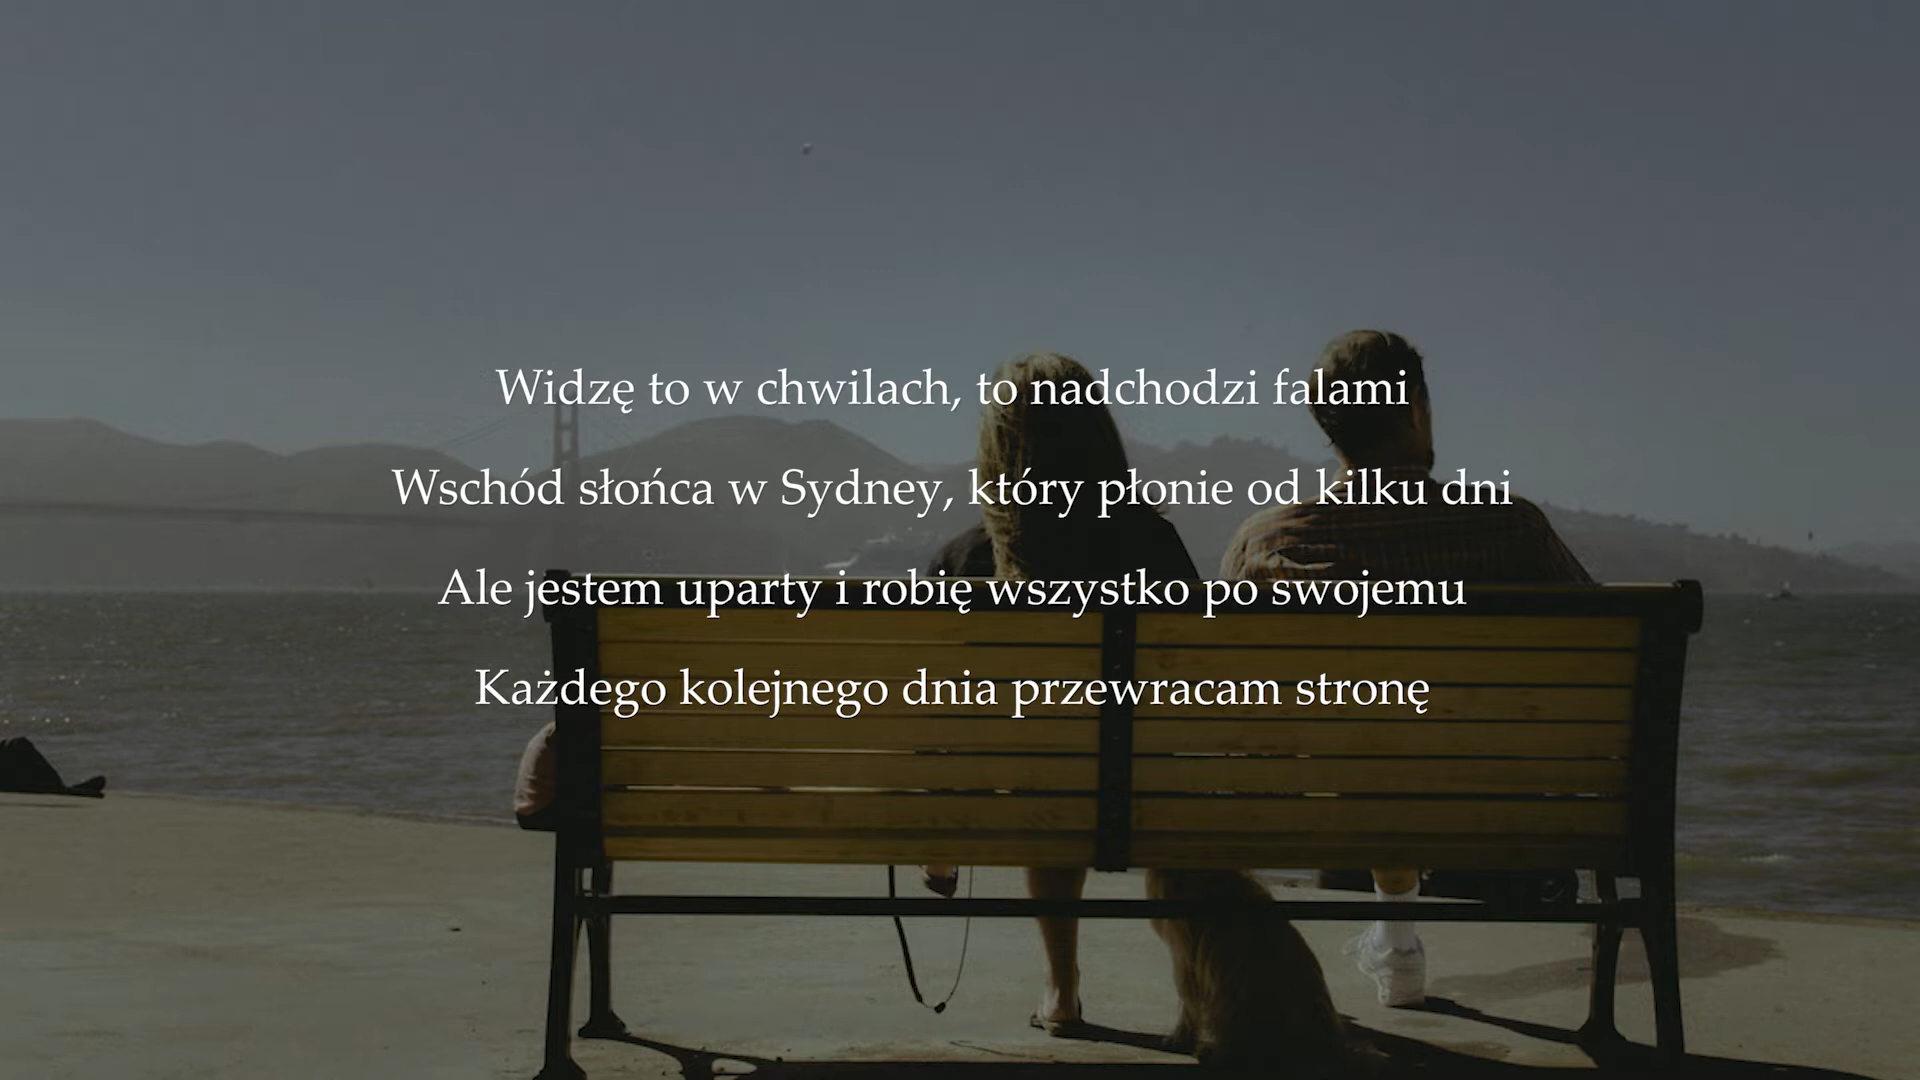 Widzę to w chwilach, to nadchodzi falami
Wschód słońca w Sydney, który płonie od kilku dni
Ale jestem uparty i robię wszystko po swojemu
Każdego kolejnego dnia przewracam stronę